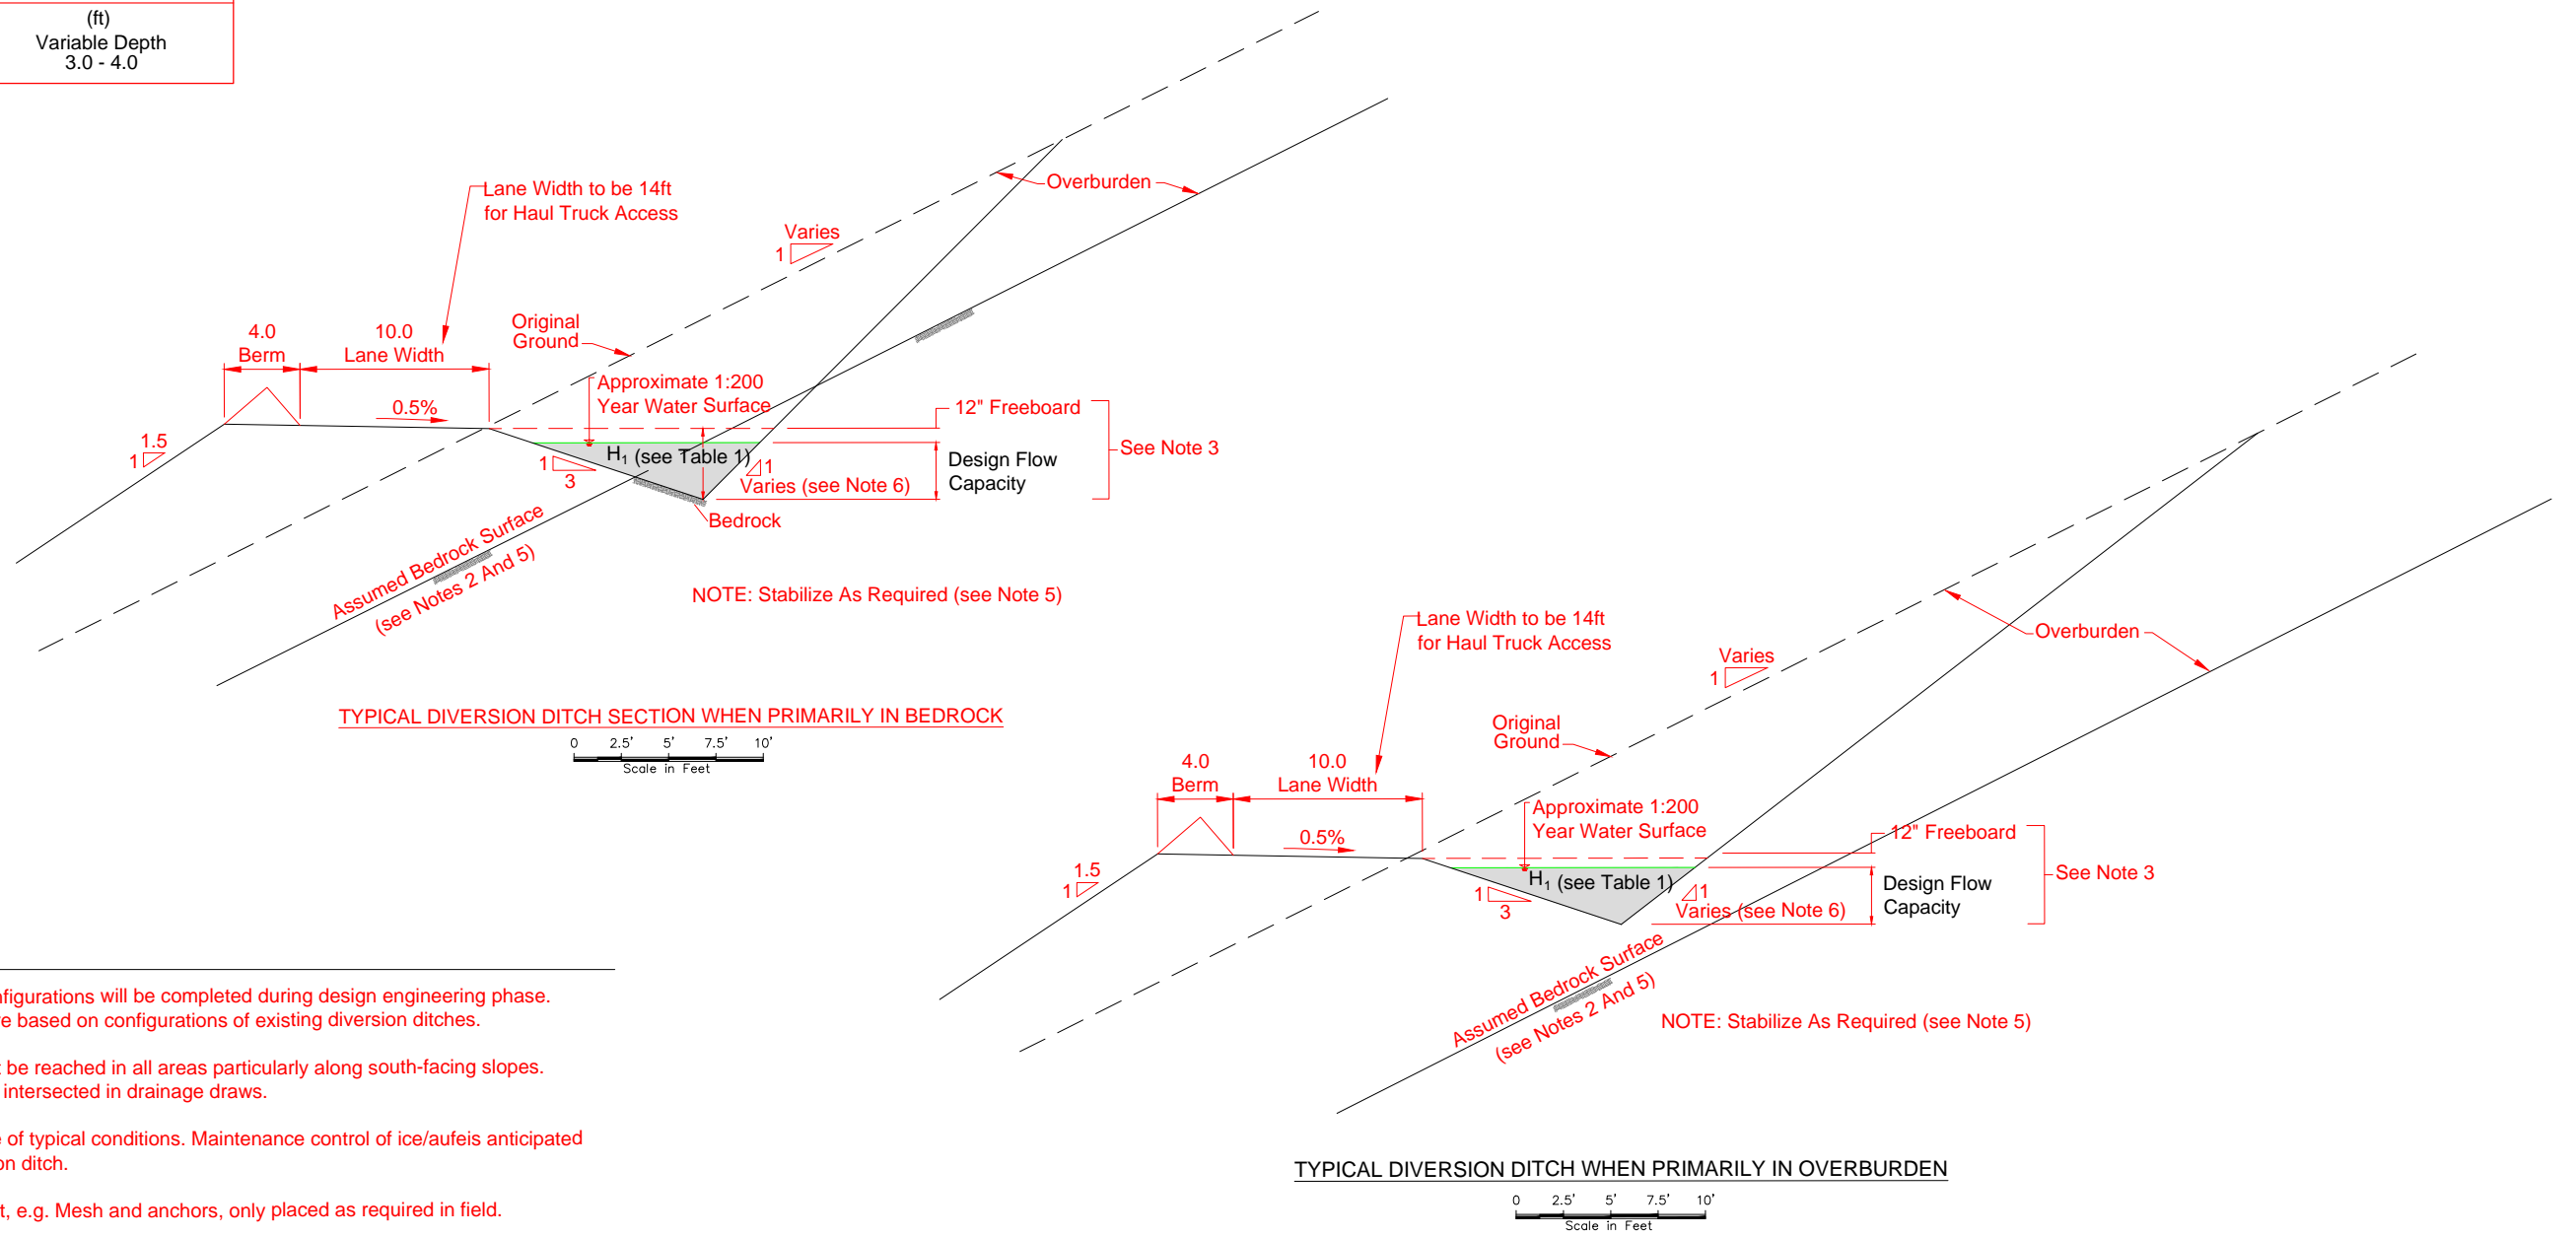 (ft)
Variable Depth
3.0 - 4.0
Lane Width to be 14ft
for Haul Truck Access
Overburden
Varies
1
4.0
Berm
10.0
Lane Width
Original
Ground
Approximate 1:200
Year Water Surface
0.5%
12" Freeboard
See Note 3
1.5
1
H₁ (see Table 1)
1
3
1
Varies (see Note 6)
Design Flow
Capacity
Bedrock
Assumed Bedrock Surface
(see Notes 2 And 5)
NOTE: Stabilize As Required (see Note 5)
TYPICAL DIVERSION DITCH SECTION WHEN PRIMARILY IN BEDROCK
0 2.5' 5' 7.5' 10'
Scale in Feet
Lane Width to be 14ft
for Haul Truck Access
Overburden
Varies
1
Original
Ground
4.0
Berm
10.0
Lane Width
Approximate 1:200
Year Water Surface
0.5%
12" Freeboard
See Note 3
1.5
1
H₁ (see Table 1)
1
3
1
Varies (see Note 6)
Design Flow
Capacity
Assumed Bedrock Surface
(see Notes 2 And 5)
NOTE: Stabilize As Required (see Note 5)
TYPICAL DIVERSION DITCH WHEN PRIMARILY IN OVERBURDEN
0 2.5' 5' 7.5' 10'
Scale in Feet
nfigurations will be completed during design engineering phase.
re based on configurations of existing diversion ditches.
t be reached in all areas particularly along south-facing slopes.
intersected in drainage draws.
e of typical conditions. Maintenance control of ice/aufeis anticipated
on ditch.
t, e.g. Mesh and anchors, only placed as required in field.